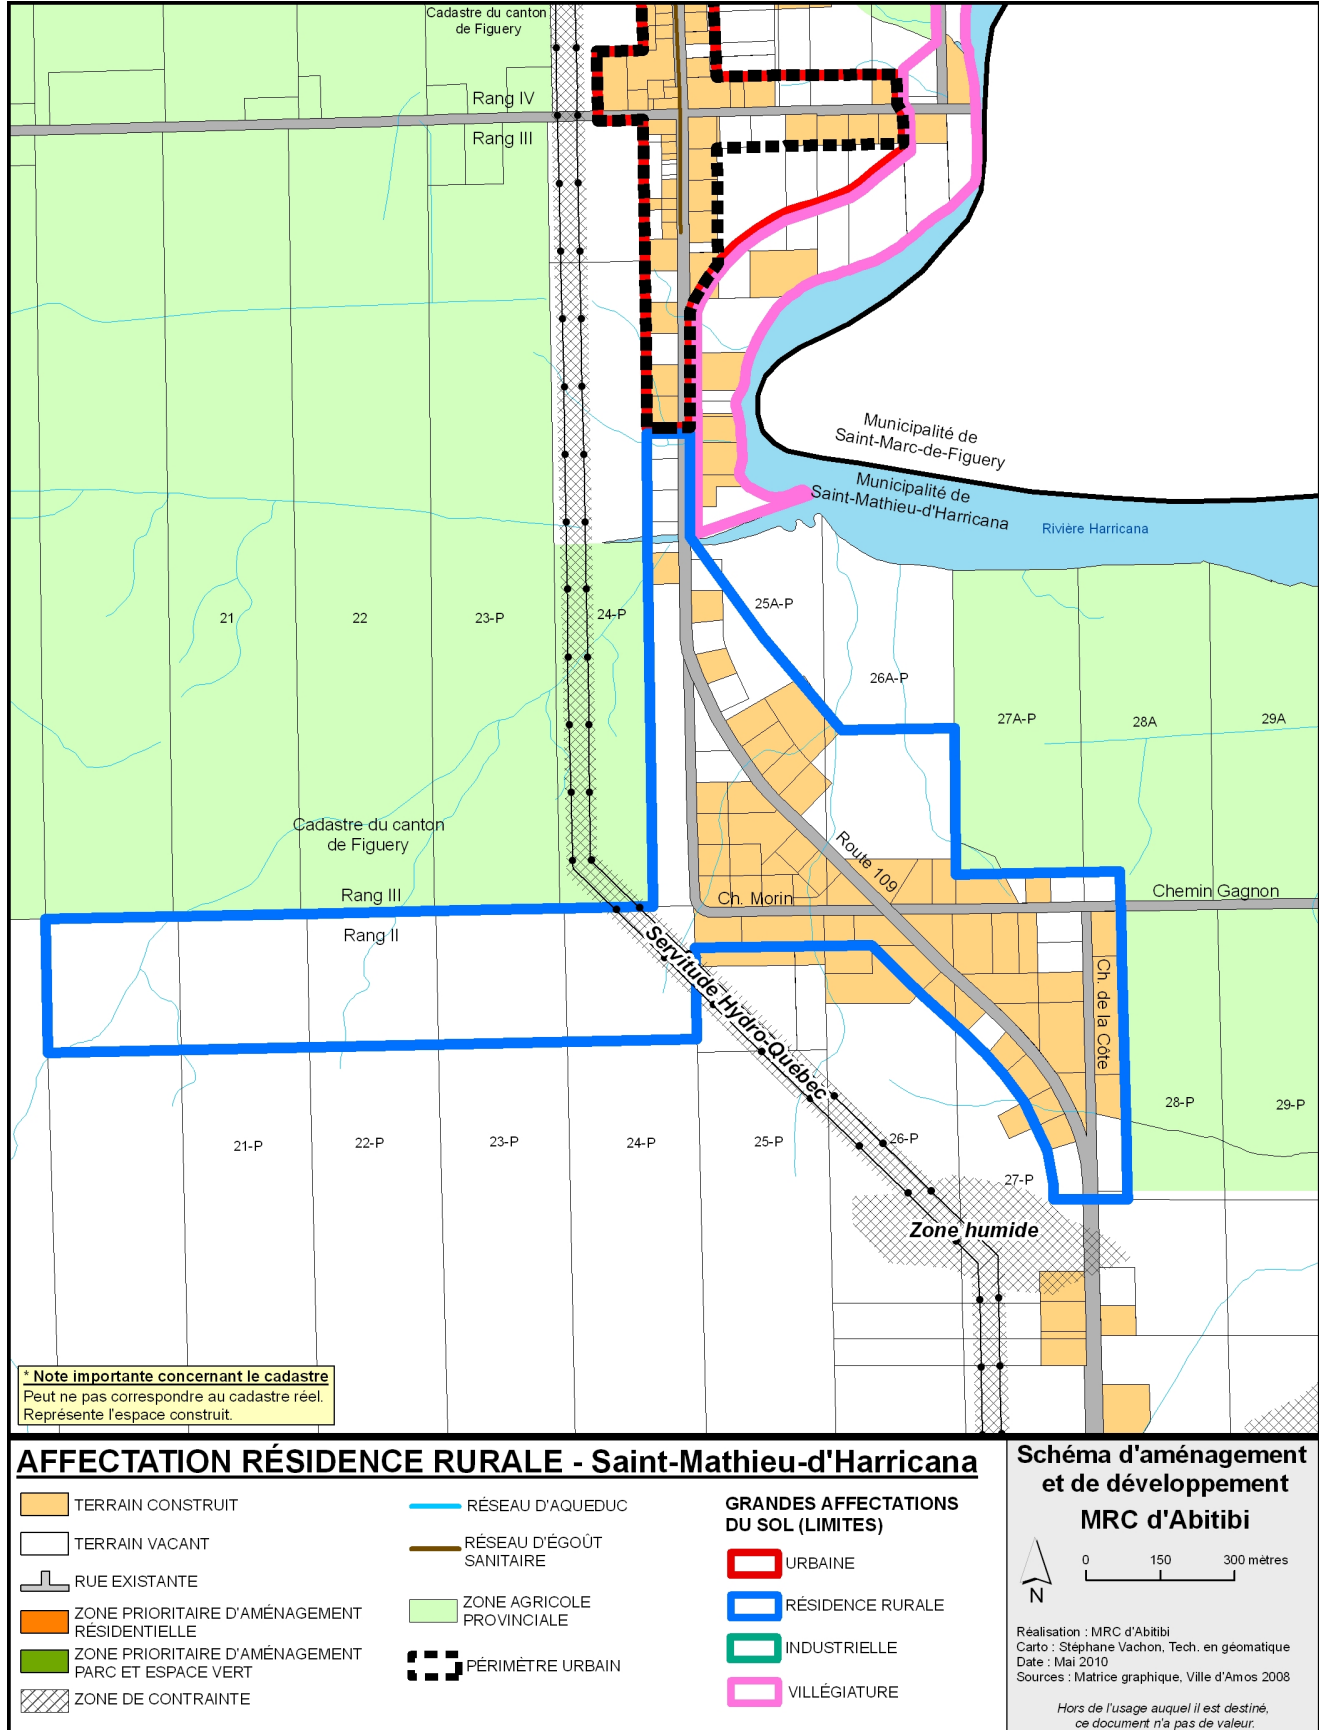 Cadastre du canton
de Figuery
Rang IV
Rang III
Municipalité de
Saint-Marc-de-Figuery
Municipalité de
Saint-Mathieu-d'Harricana
Rivière Harricana
21
22
23-P
24-P
25A-P
26A-P
27A-P
28A
29A
Cadastre du canton
de Figuery
Route 109
Rang III
Ch. Morin
Chemin Gagnon
Rang II
Servitude Hydro-Québec
Ch. de la Côte
21-P
22-P
23-P
24-P
25-P
26-P
27-P
28-P
29-P
Zone humide
* Note importante concernant le cadastre
Peut ne pas correspondre au cadastre réel.
Représente l'espace construit.
AFFECTATION RÉSIDENCE RURALE - Saint-Mathieu-d'Harricana
TERRAIN CONSTRUIT
TERRAIN VACANT
RUE EXISTANTE
ZONE PRIORITAIRE D'AMÉNAGEMENT
RÉSIDENTIELLE
ZONE PRIORITAIRE D'AMÉNAGEMENT
PARC ET ESPACE VERT
ZONE DE CONTRAINTE
RÉSEAU D'AQUEDUC
RÉSEAU D'ÉGOÛT
SANITAIRE
ZONE AGRICOLE
PROVINCIALE
PÉRIMÈTRE URBAIN
GRANDES AFFECTATIONS
DU SOL (LIMITES)
URBAINE
RÉSIDENCE RURALE
INDUSTRIELLE
VILLÉGIATURE
Schéma d'aménagement
et de développement
MRC d'Abitibi
N
0 150 300 mètres
Réalisation : MRC d'Abitibi
Carto : Stéphane Vachon, Tech. en géomatique
Date : Mai 2010
Sources : Matrice graphique, Ville d'Amos 2008
Hors de l'usage auquel il est destiné,
ce document n'a pas de valeur.